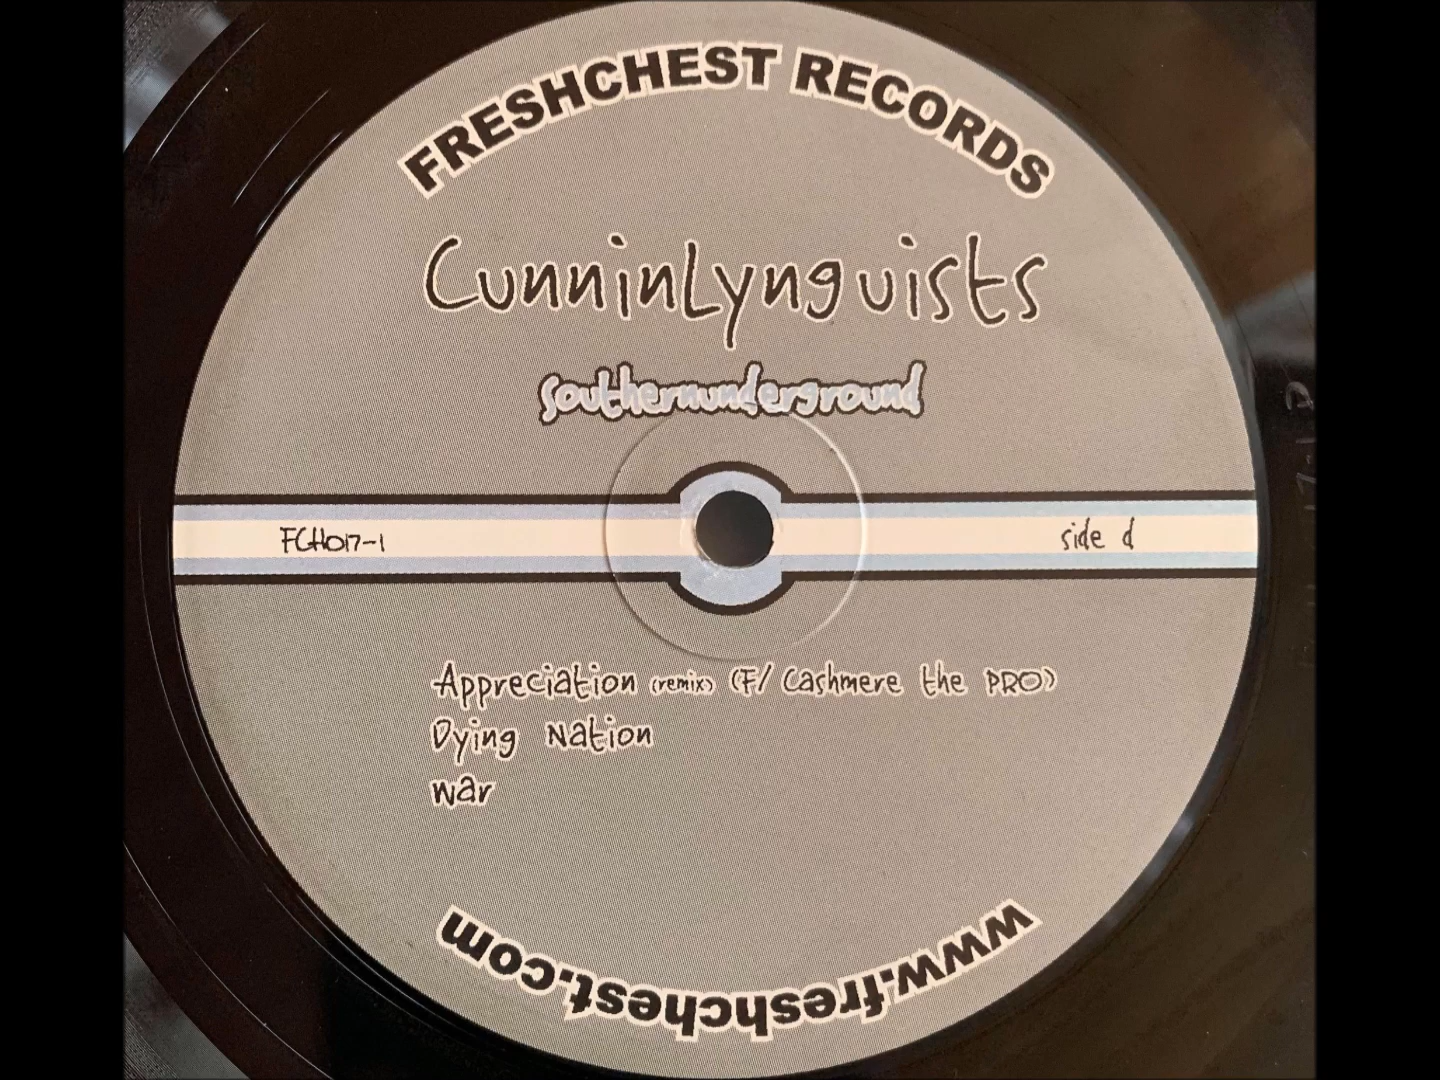 FRESHCHEST RECORDS
CunninLynguists
southernunderground
FCH017-1
side d
Appreciation (remix) (F/ Cashmere the PRO)
Dying Nation
war
www.freshchest.com